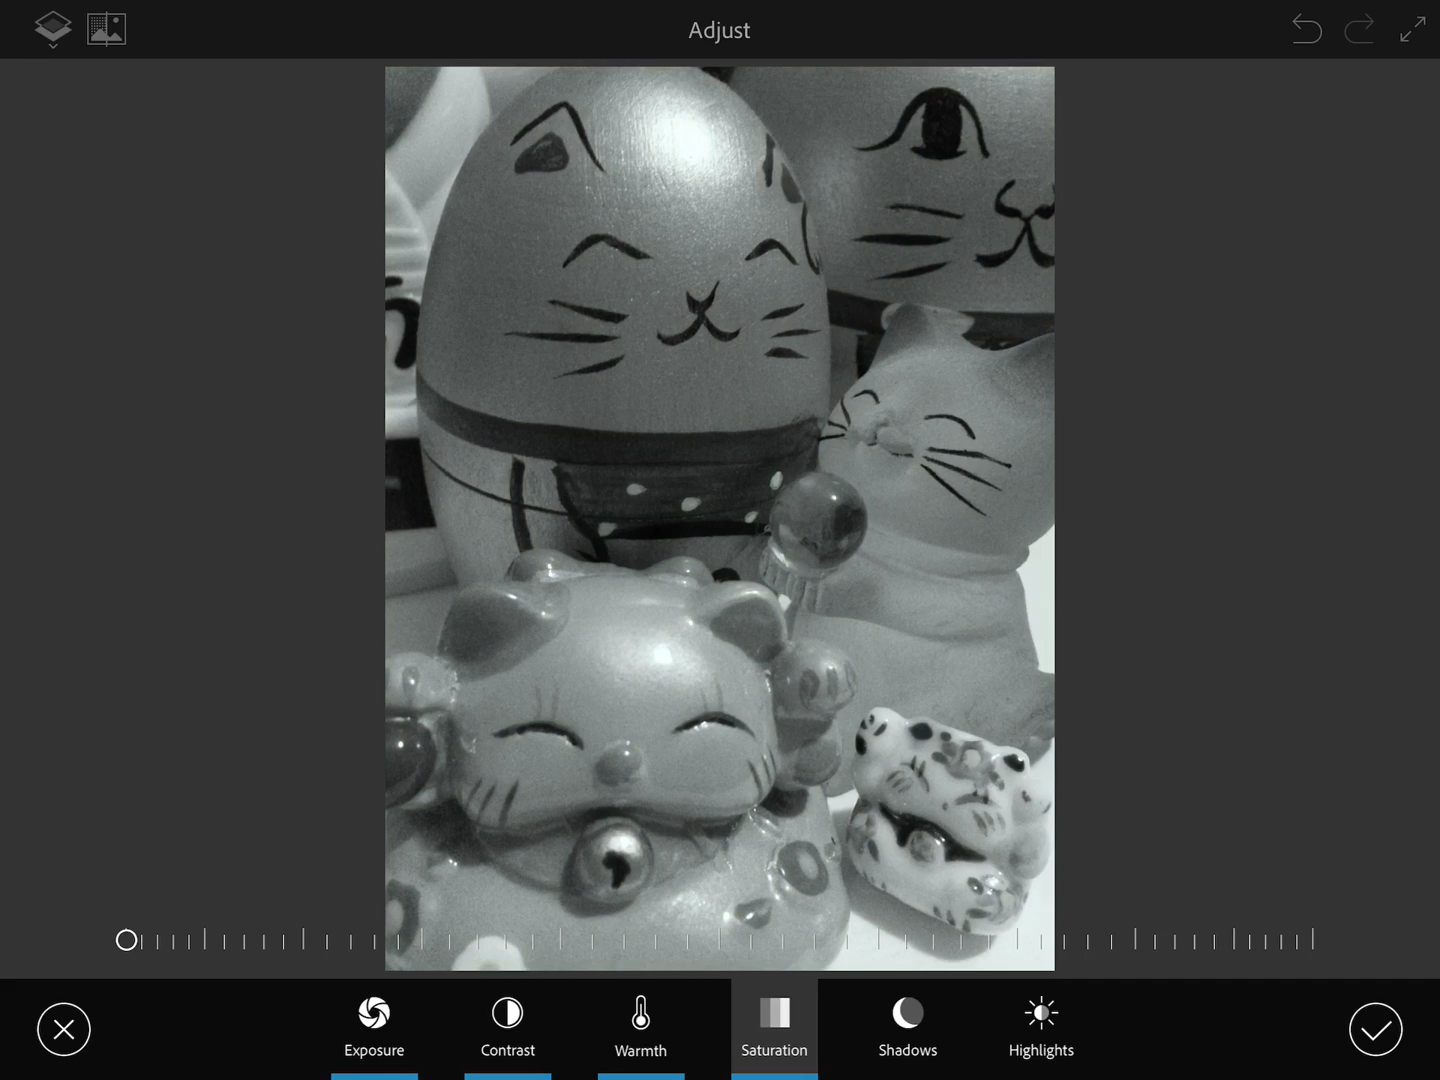 Adjust
Exposure
Contrast
Warmth
Saturation
Shadows
Highlights